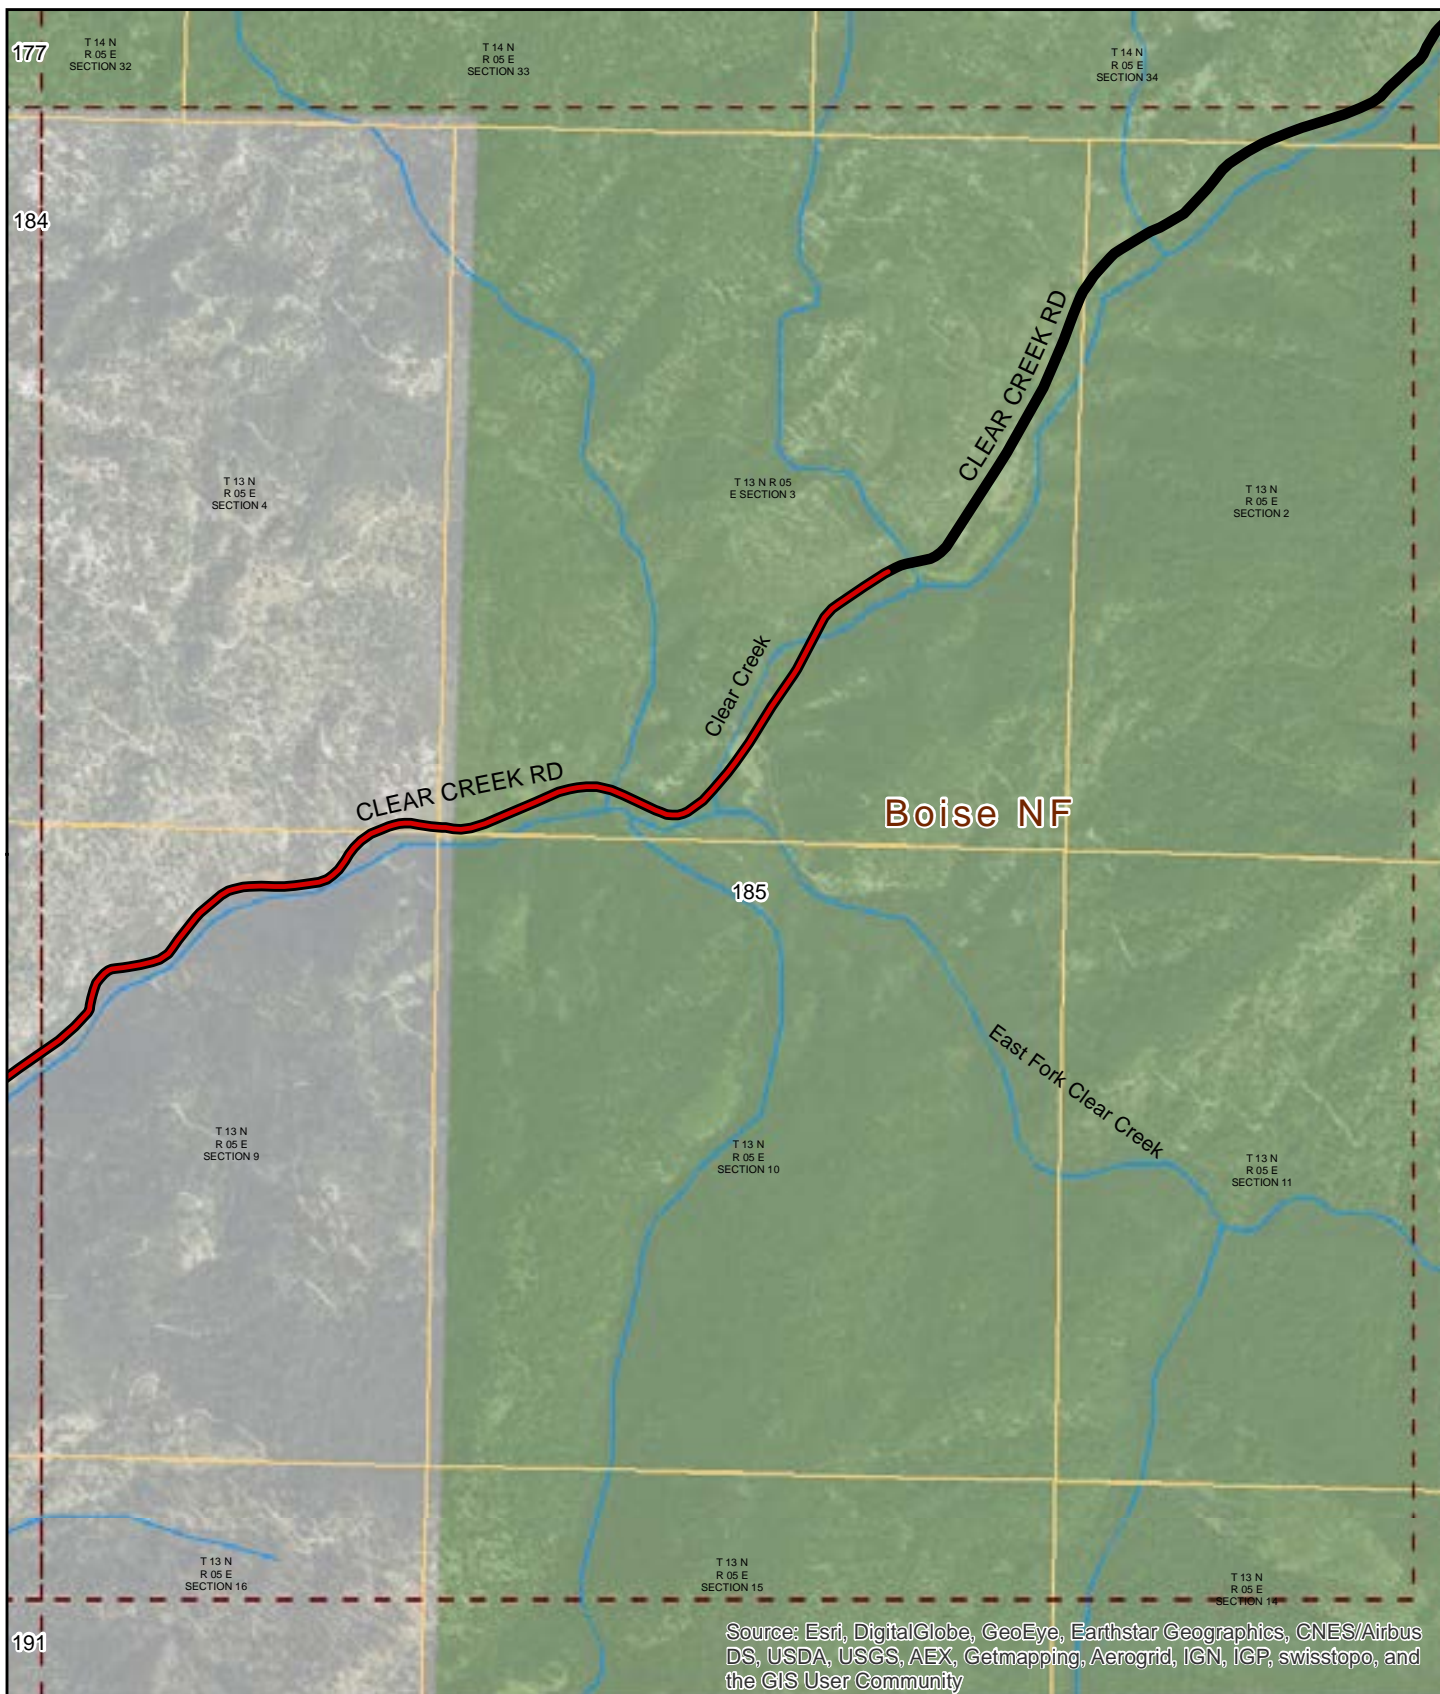 177
T 14 N
R 05 E
SECTION 32
T 14 N
R 05 E
SECTION 33
T 14 N
R 05 E
SECTION 34
184
CLEAR CREEK RD
T 13 N
R 05 E
SECTION 4
T 13 N R 05
E SECTION 3
T 13 N
R 05 E
SECTION 2
Clear Creek
CLEAR CREEK RD
Boise NF
185
East Fork Clear Creek
T 13 N
R 05 E
SECTION 9
T 13 N
R 05 E
SECTION 10
T 13 N
R 05 E
SECTION 11
T 13 N
R 05 E
SECTION 16
T 13 N
R 05 E
SECTION 15
T 13 N
R 05 E
SECTION 14
191
Source: Esri, DigitalGlobe, GeoEye, Earthstar Geographics, CNES/Airbus
DS, USDA, USGS, AEX, Getmapping, Aerogrid, IGN, IGP, swisstopo, and
the GIS User Community